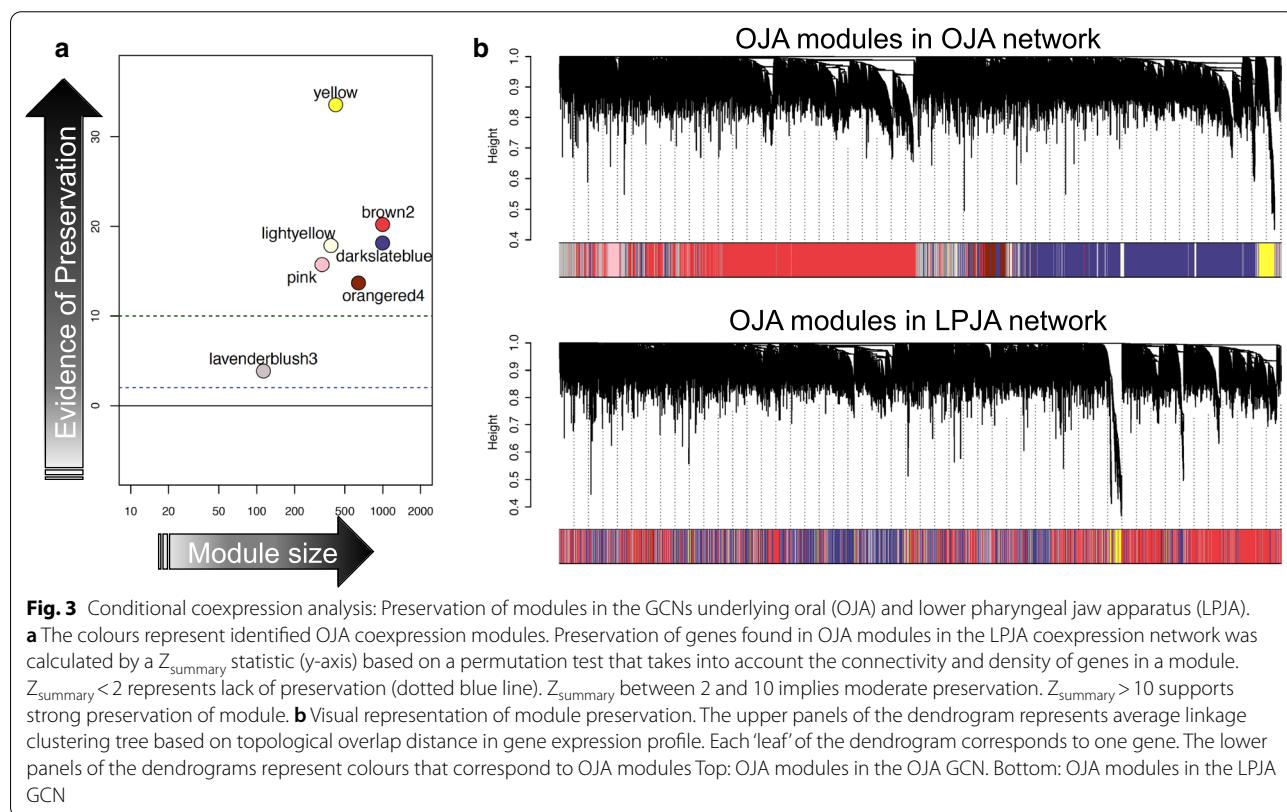 a
Evidence of Preservation
30
20
10
0
yellow
brown2
lightyellow
darkslateblue
pink
orangered4
lavenderblush3
10 20 50 100 200 500 1000 2000
Module size
b
OJA modules in OJA network
Height
1.0
0.9
0.8
0.7
0.6
0.5
0.4
OJA modules in LPJA network
Height
1.0
0.9
0.8
0.7
0.6
0.5
0.4
Fig. 3 Conditional coexpression analysis: Preservation of modules in the GCNs underlying oral (OJA) and lower pharyngeal jaw apparatus (LPJA).
a The colours represent identified OJA coexpression modules. Preservation of genes found in OJA modules in the LPJA coexpression network was
calculated by a Zsummary statistic (y-axis) based on a permutation test that takes into account the connectivity and density of genes in a module.
Zsummary < 2 represents lack of preservation (dotted blue line). Zsummary between 2 and 10 implies moderate preservation. Zsummary > 10 supports
strong preservation of module. b Visual representation of module preservation. The upper panels of the dendrogram represents average linkage
clustering tree based on topological overlap distance in gene expression profile. Each ‘leaf’ of the dendrogram corresponds to one gene. The lower
panels of the dendrograms represent colours that correspond to OJA modules Top: OJA modules in the OJA GCN. Bottom: OJA modules in the LPJA
GCN